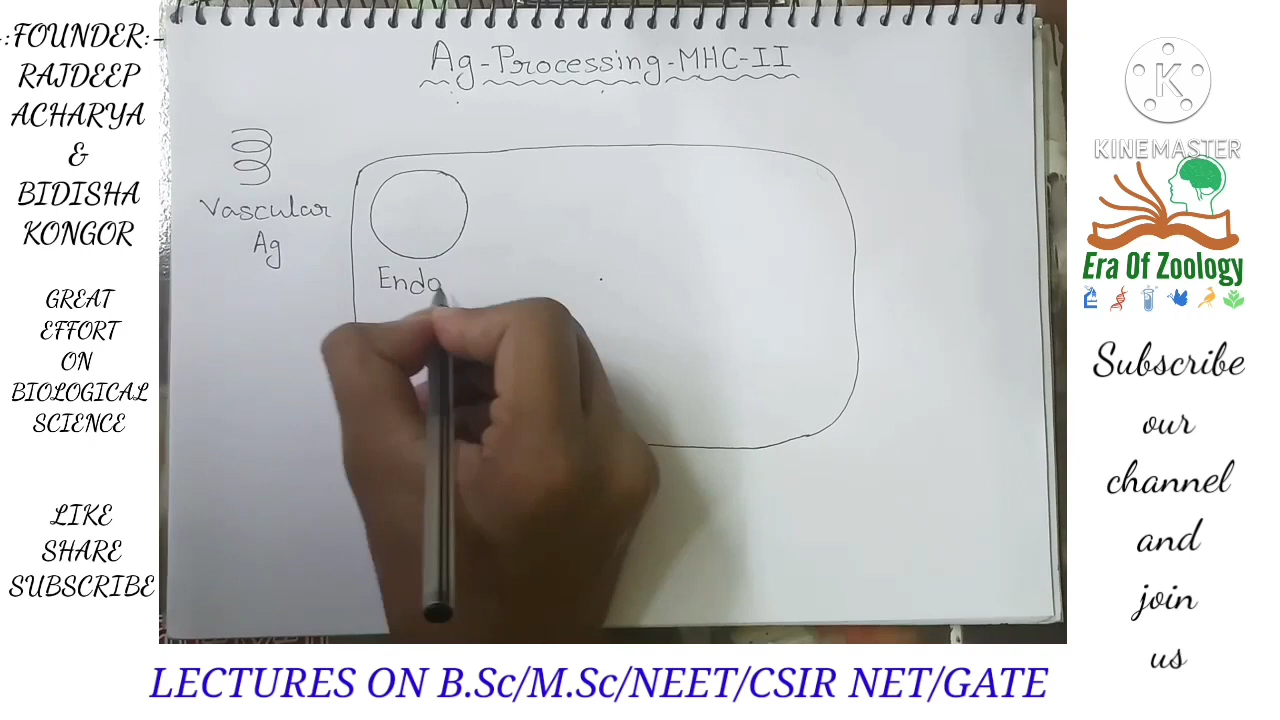 -:FOUNDER:-
RAJDEEP
ACHARYA
&
BIDISHA
KONGOR
GREAT
EFFORT
ON
BIOLOGICAL
SCIENCE
LIKE
SHARE
SUBSCRIBE
Ag-Processing-MHC-II
Vascular
Ag
Endo
K
KINEMASTER
Era Of Zoology
Subscribe
our
channel
and
join
us
LECTURES ON B.Sc/M.Sc/NEET/CSIR NET/GATE